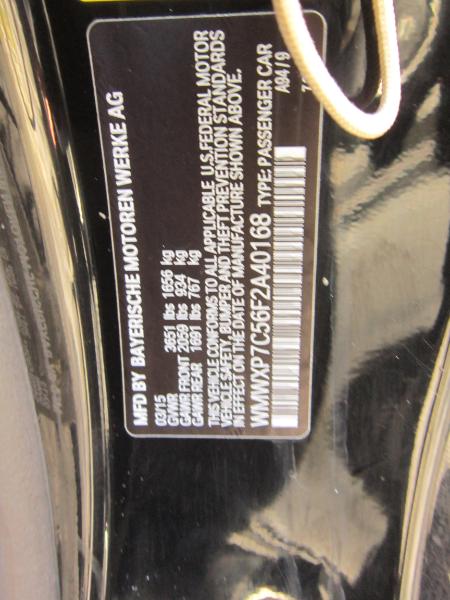 MFD BY BAYERISCHE MOTOREN WERKE AG
03/15
GVWR 3651 lbs 1656 kg
GAWR FRONT 2059 lbs 934 kg
GAWR REAR 1691 lbs 767 kg
THIS VEHICLE CONFORMS TO ALL APPLICABLE U.S. FEDERAL MOTOR
VEHICLE SAFETY, BUMPER AND THEFT PREVENTION STANDARDS
IN EFFECT ON THE DATE OF MANUFACTURE SHOWN ABOVE.
WMWXP7C56F2A40168 TYPE: PASSENGER CAR
A94/9